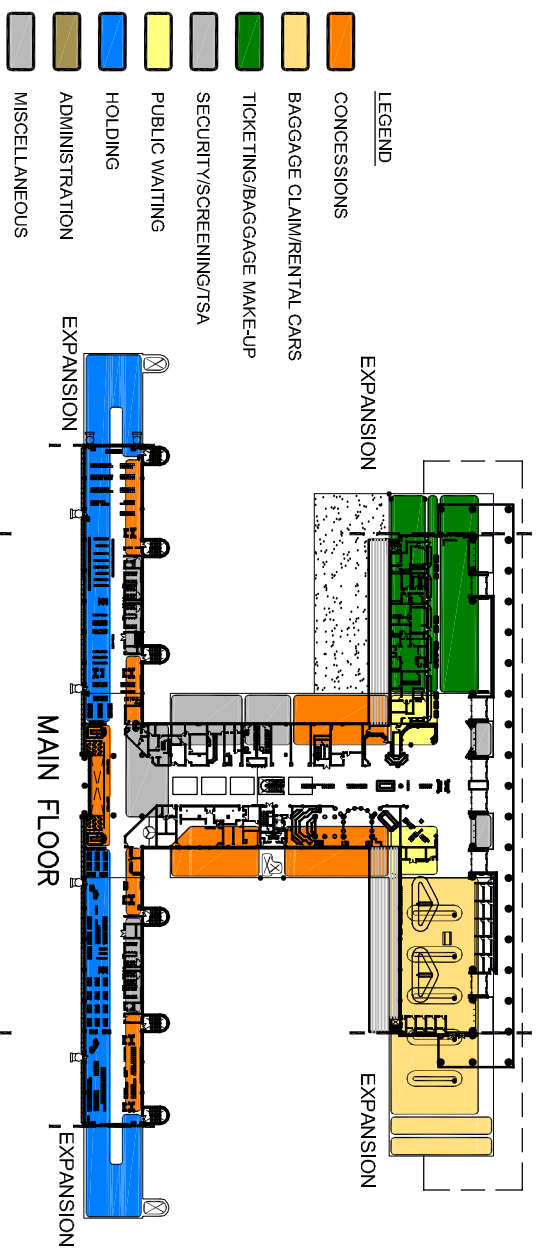 LEGEND
CONCESSIONS
BAGGAGE CLAIM/RENTAL CARS
TICKETING/BAGGAGE MAKE-UP
SECURITY/SCREENING/TSA
PUBLIC WAITING
HOLDING
ADMINISTRATION
MISCELLANEOUS
EXPANSION
EXPANSION
EXPANSION
EXPANSION
MAIN FLOOR